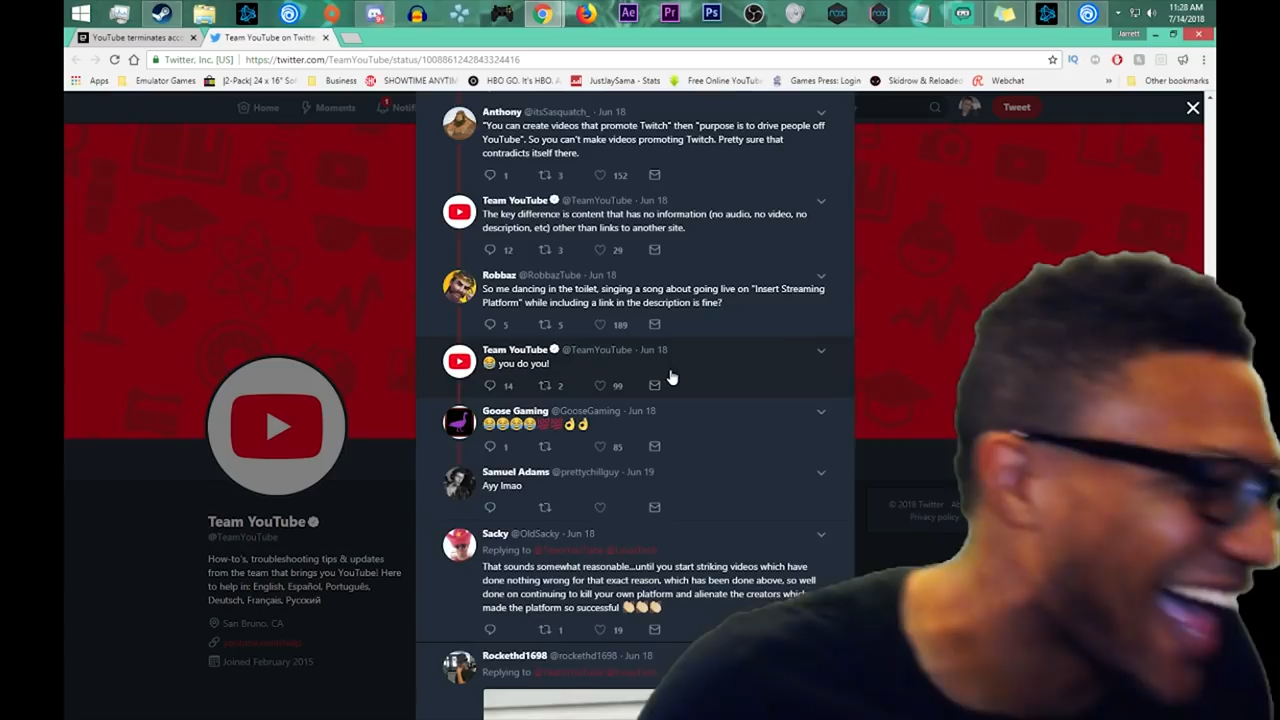 11:28 AM
7/14/2018
YouTube terminates acco
Team YouTube on Twitte
Jarrett
Twitter, Inc. [US]
https://twitter.com/TeamYouTube/status/1008861242843324416
Apps
Emulator Games
[2-Pack] 24 x 16" So
Business
SHOWTIME ANYTIM
HBO GO. It's HBO. A
JustJaySama - Stats
Free Online YouTube
Games Press: Login
Skidrow & Reloaded
Webchat
»
Other bookmarks
Home
Moments
Notifi
1
Tweet
Anthony @itsSasquatch_ · Jun 18
"You can create videos that promote Twitch" then "purpose is to drive people off
YouTube". So you can't make videos promoting Twitch. Pretty sure that
contradicts itself there.
1 3 152
Team YouTube @TeamYouTube · Jun 18
The key difference is content that has no information (no audio, no video, no
description, etc) other than links to another site.
12 3 29
Robbaz @RobbazTube · Jun 18
So me dancing in the toilet, singing a song about going live on "Insert Streaming
Platform" while including a link in the description is fine?
5 5 189
Team YouTube @TeamYouTube · Jun 18
😂 you do you!
14 2 99
Goose Gaming @GooseGaming · Jun 18
😂😂😂😂💯💯👌👌
1 85
Samuel Adams @prettychillguy · Jun 19
Ayy lmao
Sacky @OldSacky · Jun 18
Replying to @TeamYouTube
That sounds somewhat reasonable...until you start striking videos which have
done nothing wrong for that exact reason, which has been done above, so well
done on continuing to kill your own platform and alienate the creators which
made the platform so successful 👏👏👏
1 19
Rockethd1698 @rockethd1698 · Jun 18
Replying to @TeamYouTube
Team YouTube
@TeamYouTube
How-to's, troubleshooting tips & updates
from the team that brings you YouTube! Here
to help in: English, Español, Português,
Deutsch, Français, Русский
San Bruno, CA
Joined February 2015
© 2018 Twitter Ab
Privacy policy